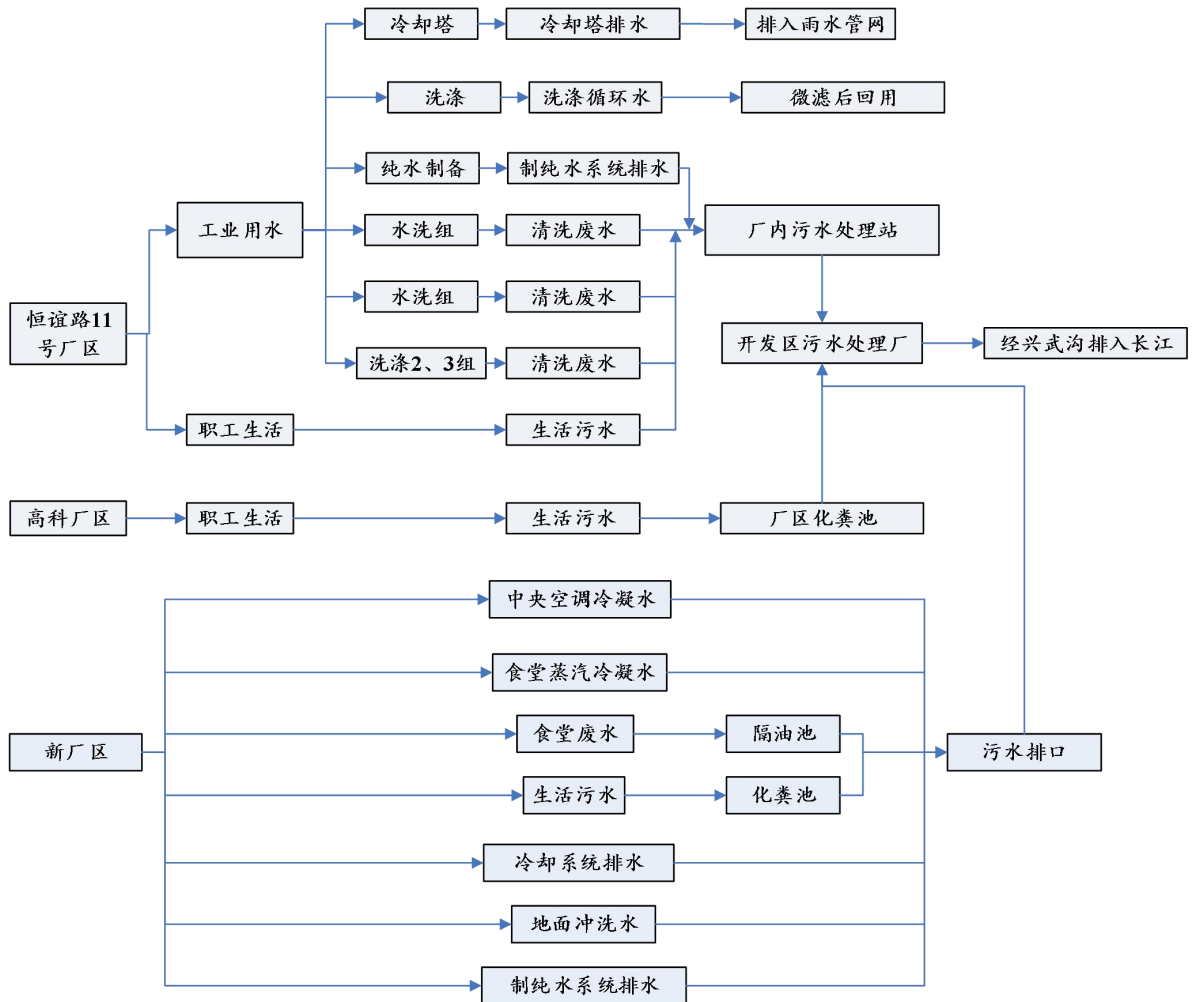 冷却塔
冷却塔排水
排入雨水管网
洗涤
洗涤循环水
微滤后回用
纯水制备
制纯水系统排水
工业用水
水洗组
清洗废水
厂内污水处理站
水洗组
清洗废水
恒谊路11
号厂区
开发区污水处理厂
经兴武沟排入长江
洗涤2、3组
清洗废水
职工生活
生活污水
高科厂区
职工生活
生活污水
厂区化粪池
中央空调冷凝水
食堂蒸汽冷凝水
新厂区
食堂废水
隔油池
污水排口
生活污水
化粪池
冷却系统排水
地面冲洗水
制纯水系统排水